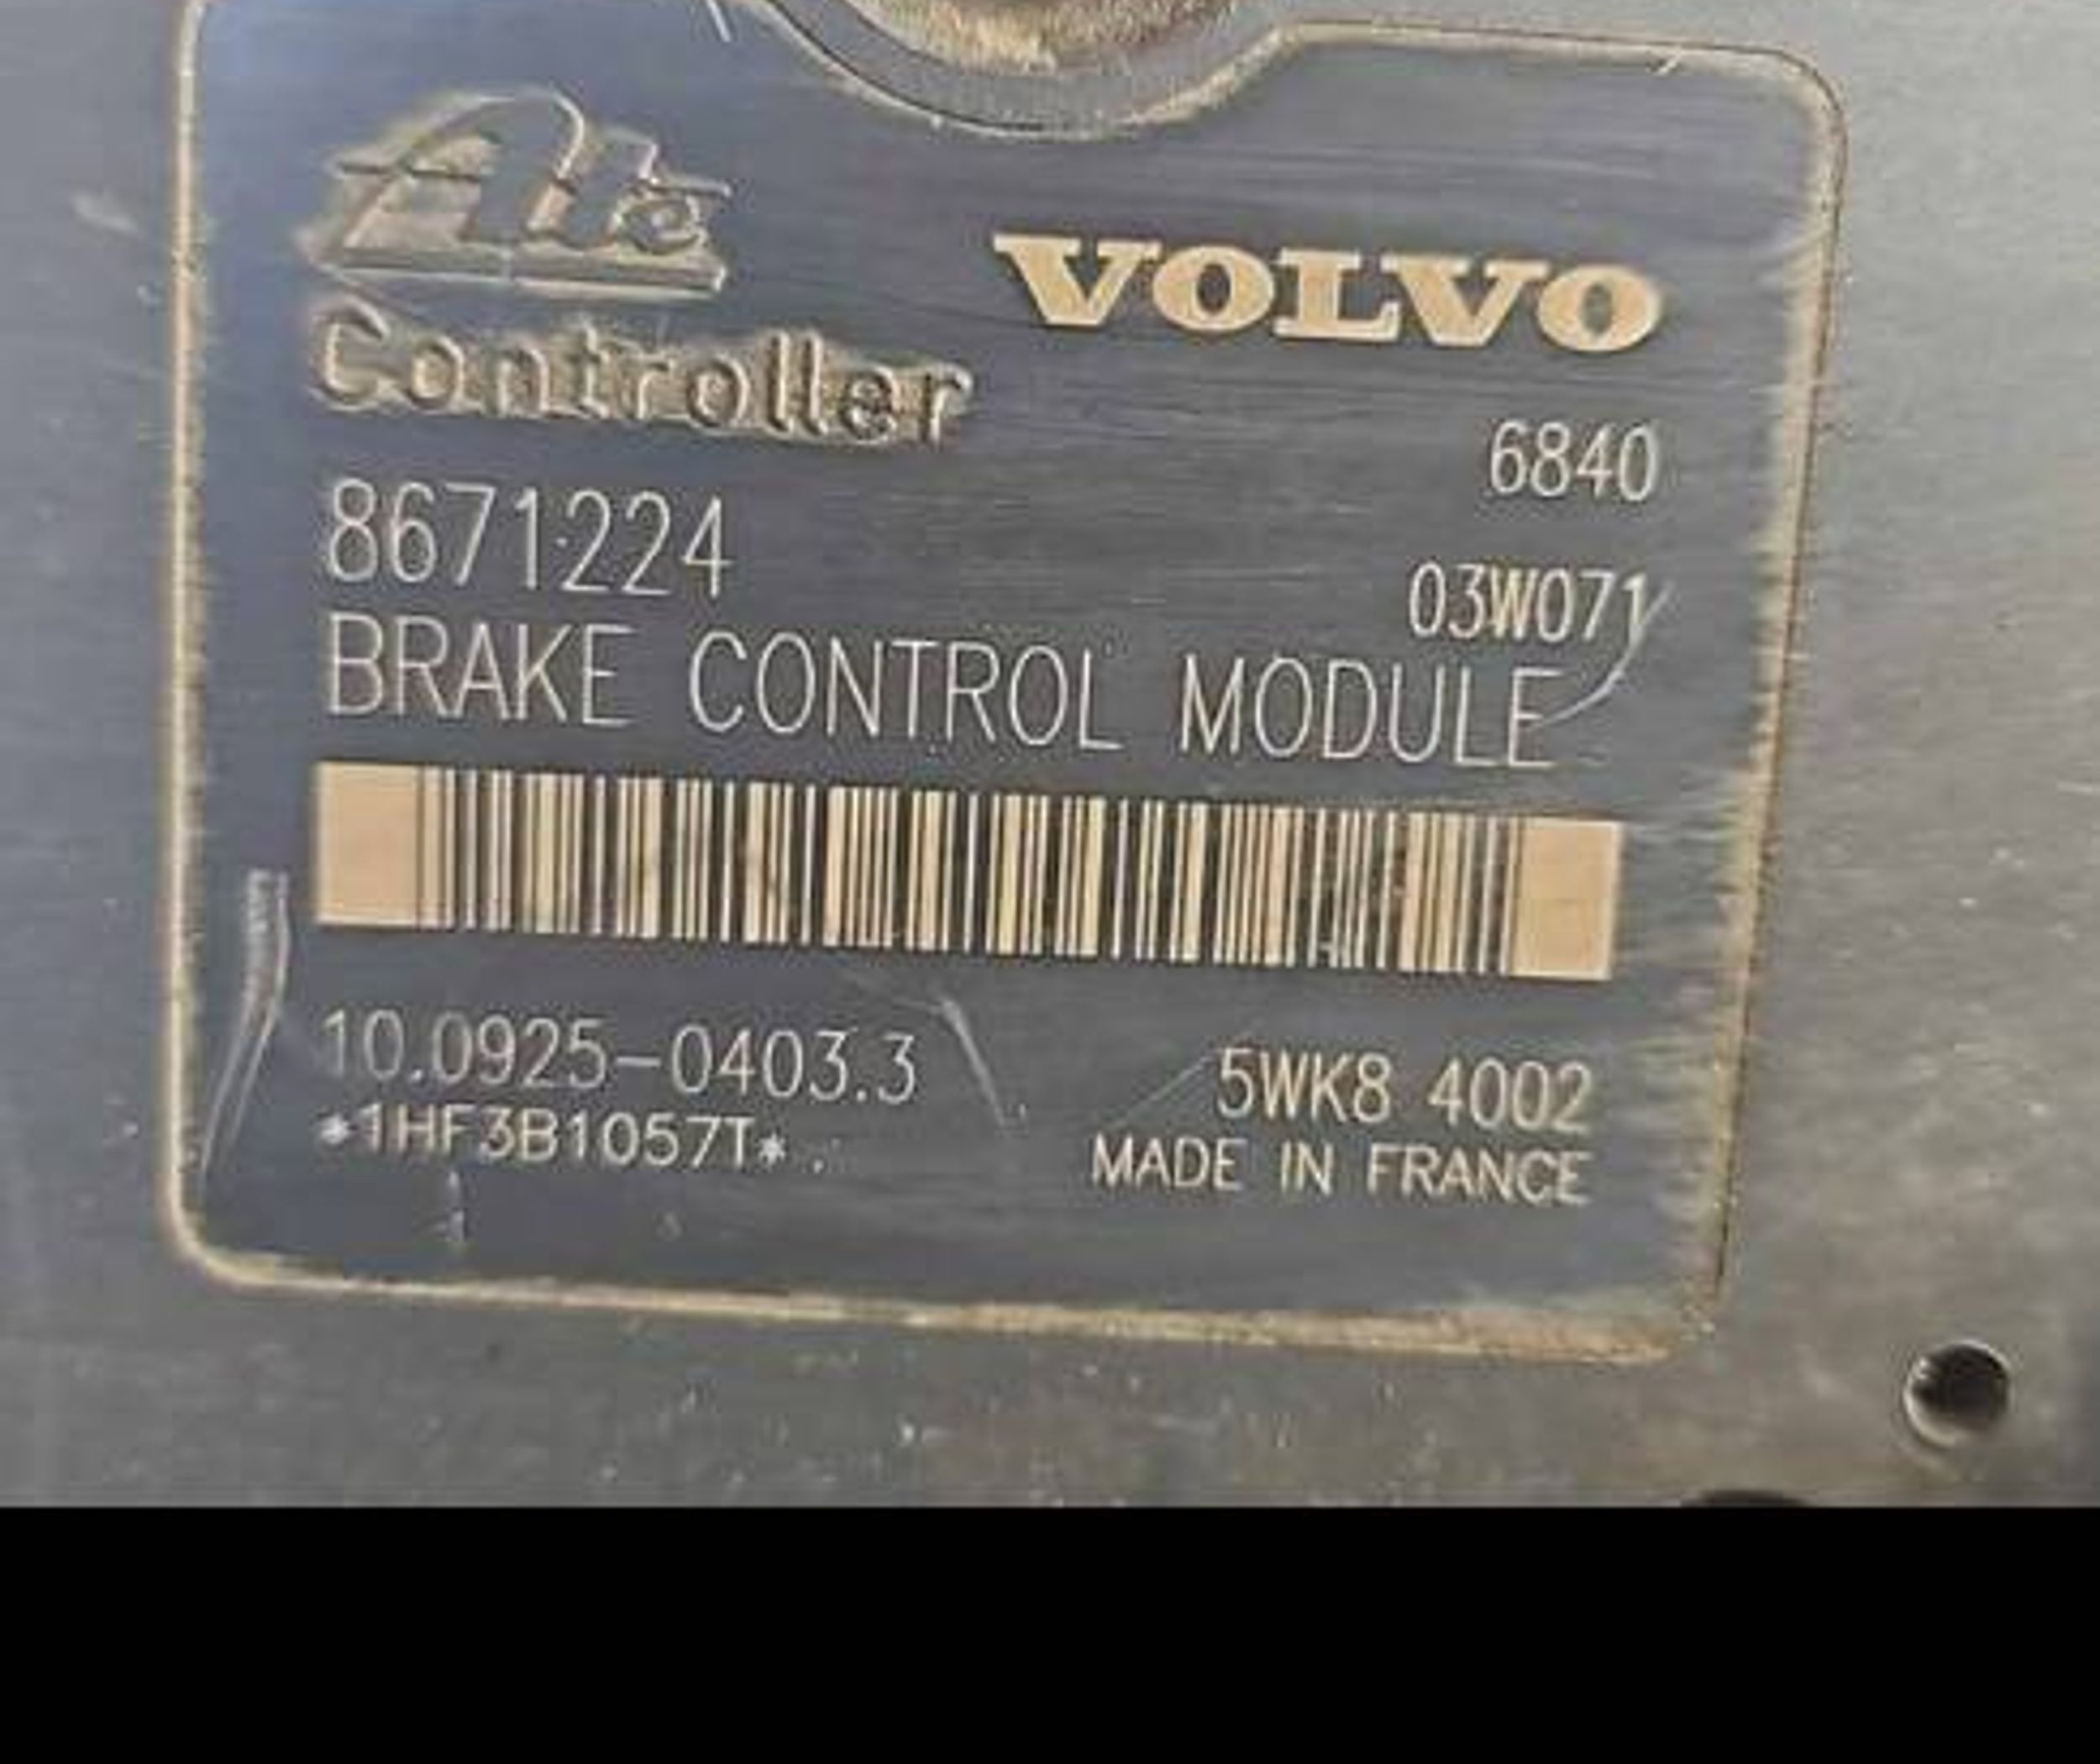 Ate
VOLVO
Controller
6840
8671224
03W071
BRAKE CONTROL MODULE
10.0925-0403.3
5WK8 4002
*1HF3B1057T*
MADE IN FRANCE